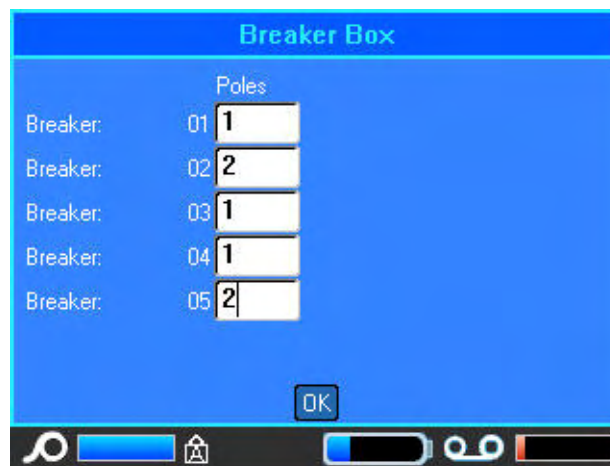 Breaker Box
Poles
Breaker: 01 1
Breaker: 02 2
Breaker: 03 1
Breaker: 04 1
Breaker: 05 2
OK
A